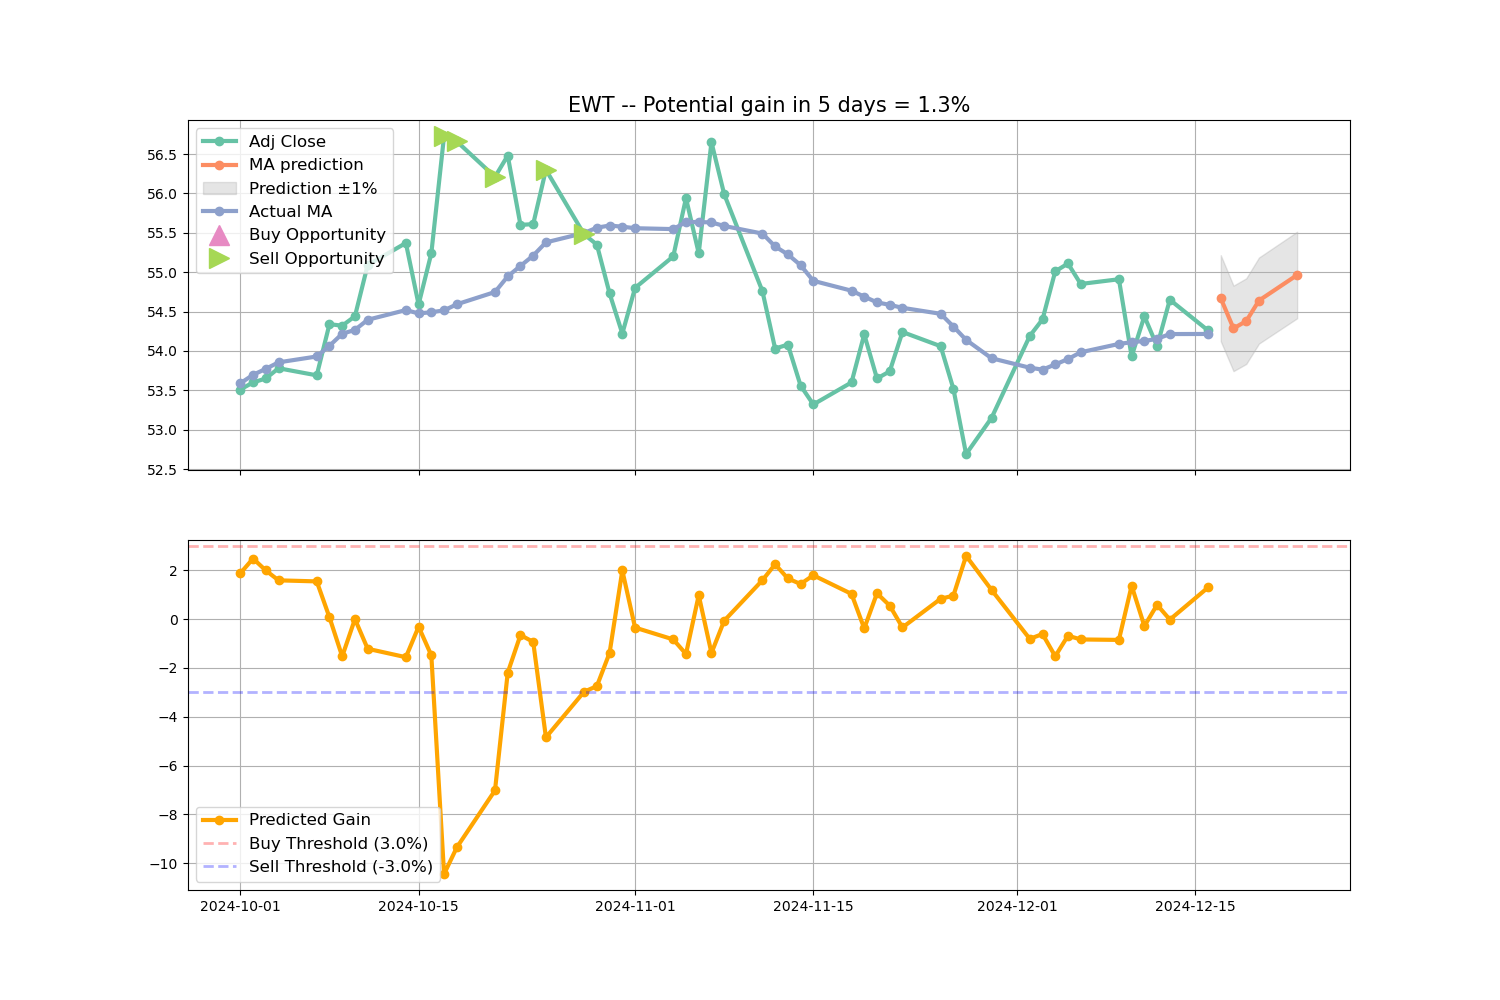 EWT -- Potential gain in 5 days = 1.3%
Adj Close
MA prediction
Prediction ±1%
Actual MA
Buy Opportunity
Sell Opportunity
56.5
56.0
55.5
55.0
54.5
54.0
53.5
53.0
52.5
2
0
−2
−4
−6
−8
−10
Predicted Gain
Buy Threshold (3.0%)
Sell Threshold (-3.0%)
2024-10-01 2024-10-15 2024-11-01 2024-11-15 2024-12-01 2024-12-15